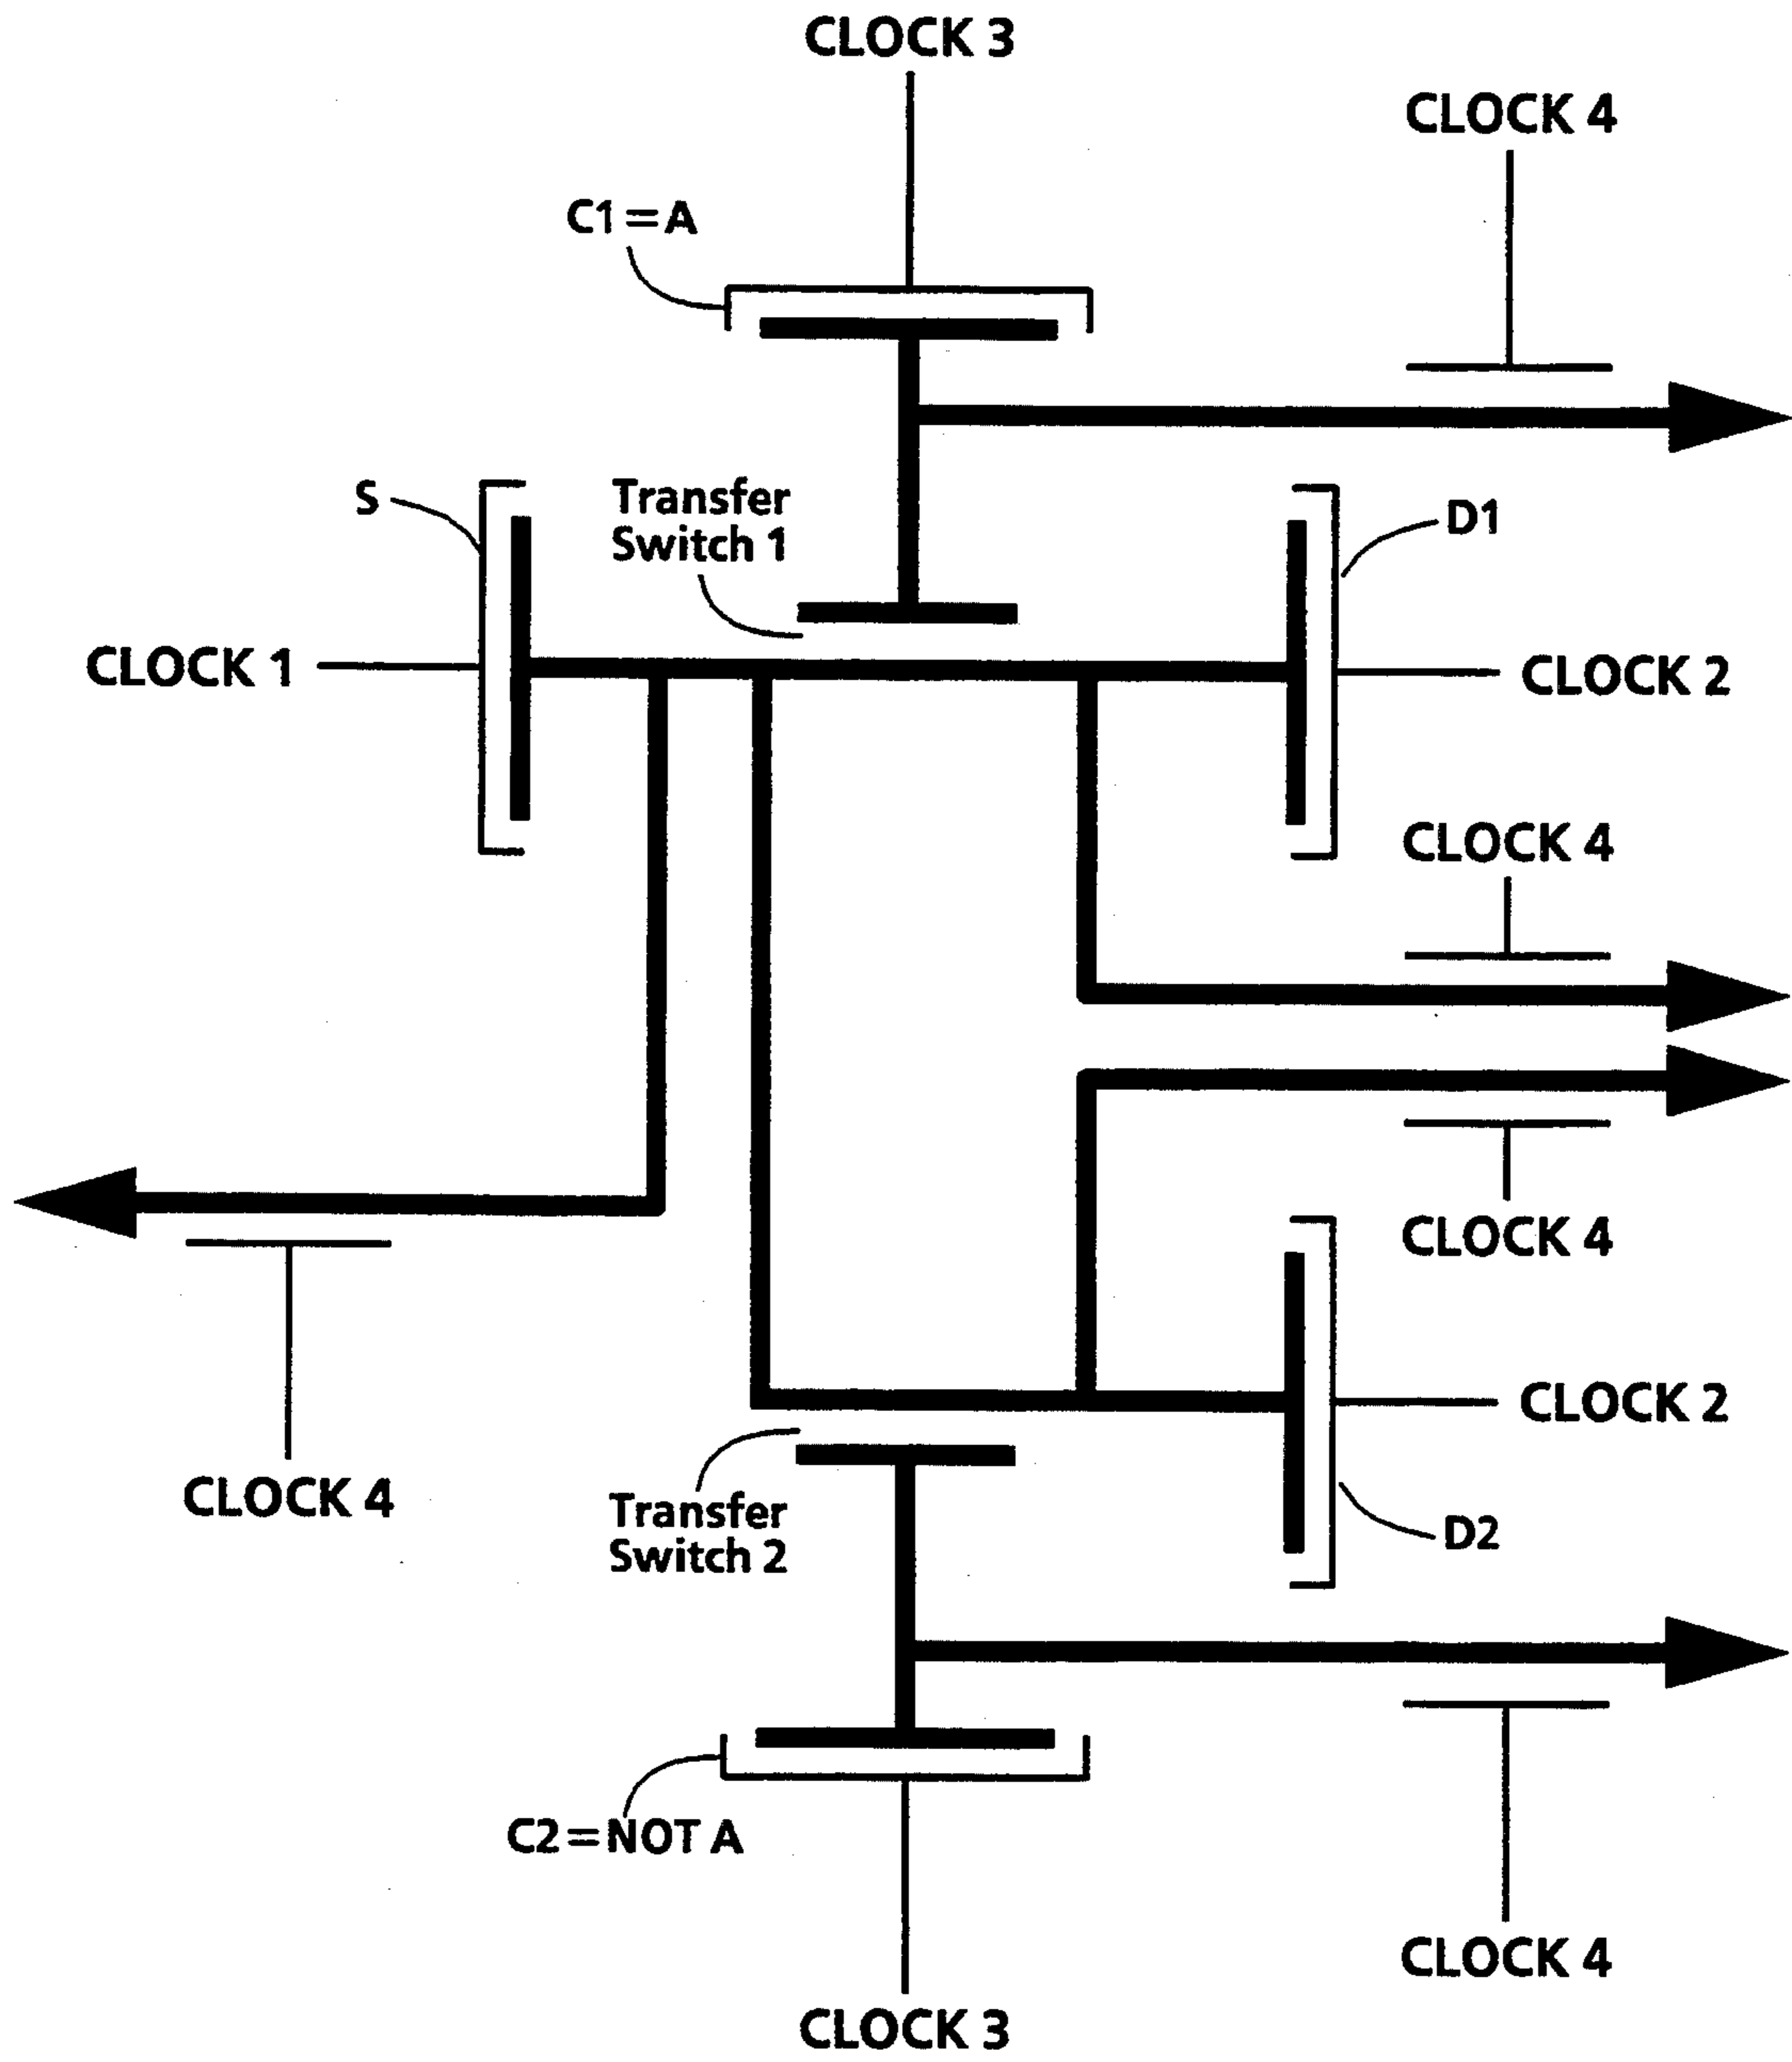 CLOCK 3
CLOCK 4
C1=A
S
Transfer
Switch 1
D1
CLOCK 1
CLOCK 2
CLOCK 4
CLOCK 4
CLOCK 2
CLOCK 4
Transfer
Switch 2
D2
C2=NOT A
CLOCK 4
CLOCK 3